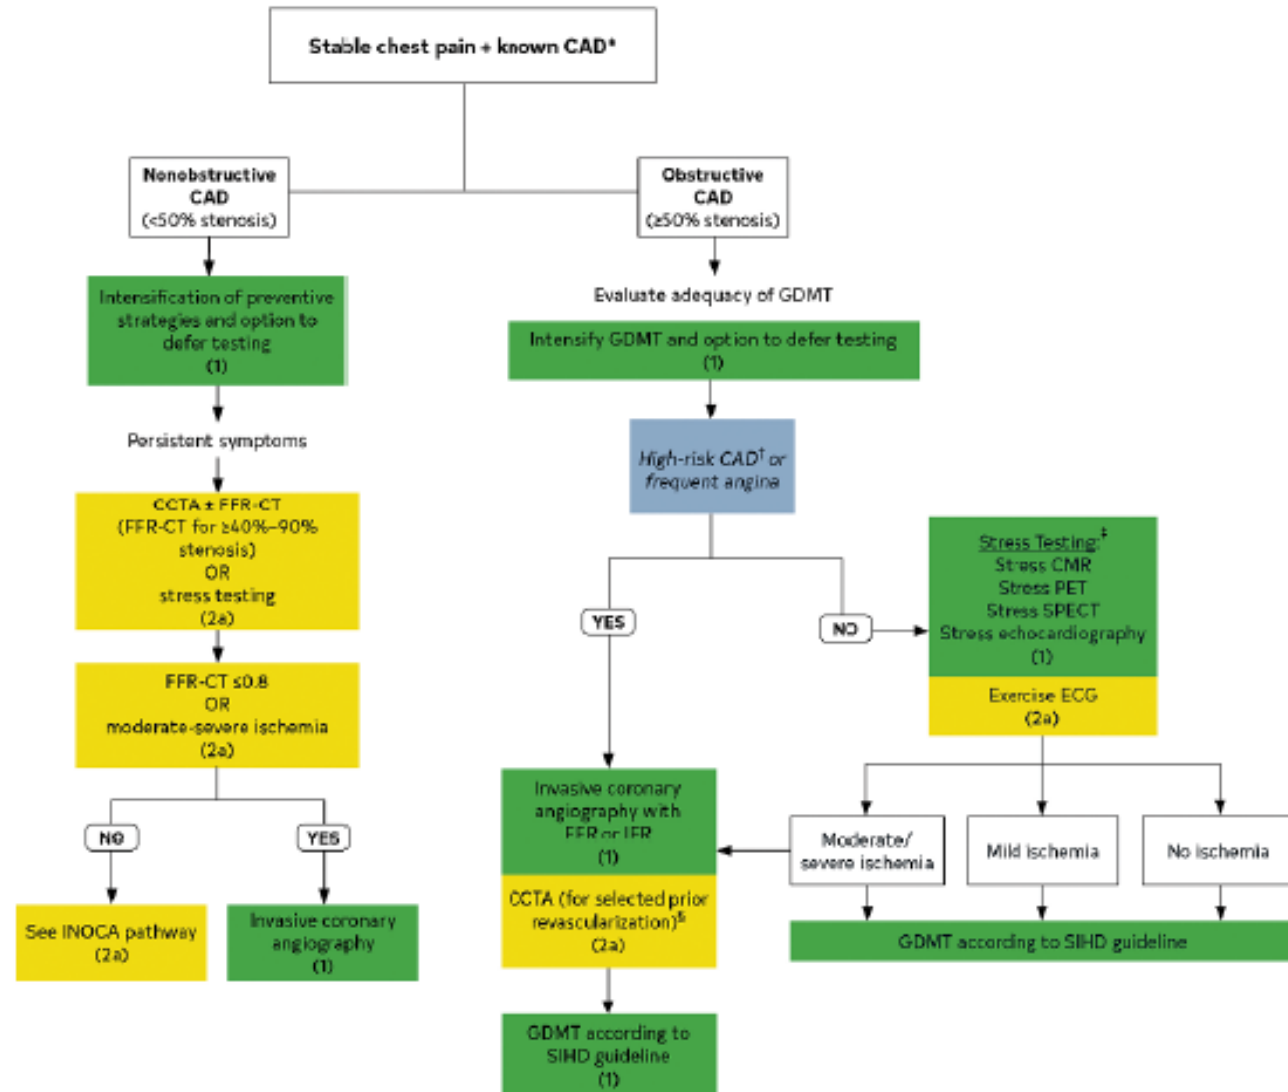 Stable chest pain + known CAD*
Nonobstructive
CAD
(<50% stenosis)
Obstructive
CAD
(≥50% stenosis)
Intensification of preventive
strategies and option to
defer testing
(1)
Evaluate adequacy of GDMT
Intensify GDMT and option to defer testing
(1)
Persistent symptoms
High-risk CAD† or
frequent angina
CCTA ± FFR-CT
(FFR-CT for ≥40%–90%
stenosis)
OR
stress testing
(2a)
Stress Testing:‡
Stress CMR
Stress PET
Stress SPECT
Stress echocardiography
(1)
Exercise ECG
(2a)
YES
NO
FFR-CT ≤0.8
OR
moderate-severe ischemia
(2a)
NO
YES
Invasive coronary
angiography with
FFR or iFR
(1)
Moderate/
severe ischemia
Mild ischemia
No ischemia
CCTA (for selected prior
revascularization)§
(2a)
See INOCA pathway
(2a)
Invasive coronary
angiography
(1)
GDMT according to SIHD guideline
GDMT according to
SIHD guideline
(1)